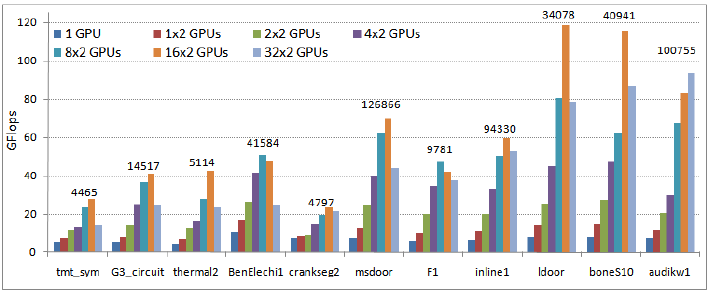 120
100
80
60
40
20
0
GFlops
1 GPU
1x2 GPUs
2x2 GPUs
4x2 GPUs
8x2 GPUs
16x2 GPUs
32x2 GPUs
4465
14517
5114
41584
4797
126866
9781
94330
34078
40941
100755
tmt_sym
G3_circuit
thermal2
BenElechi1
crankseg2
msdoor
F1
inline1
ldoor
boneS10
audikw1